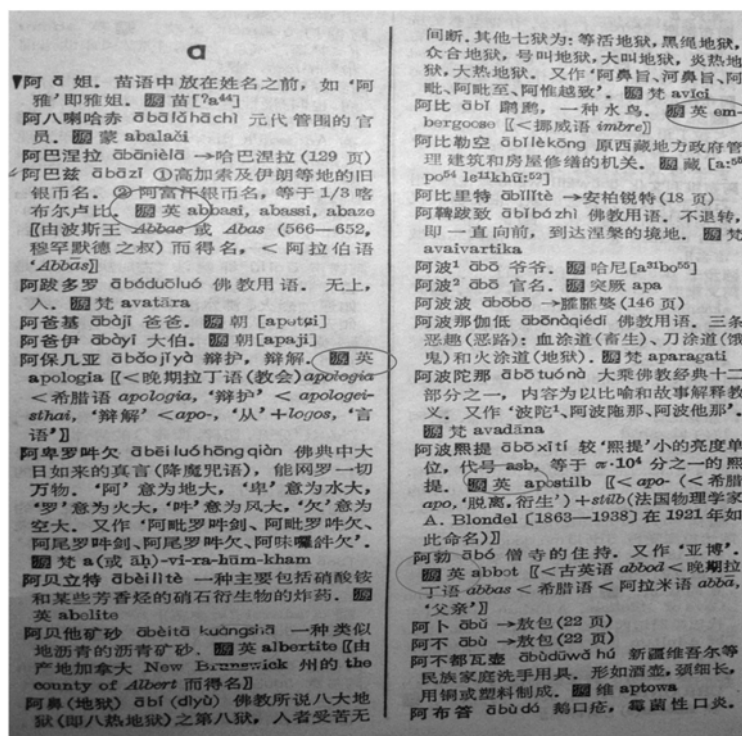 a
阿 ā 姐. 苗语中放在姓名之前, 如‘阿
雅’即雅姐. 源 苗[ʔa⁴⁴]
阿八喇哈赤 ābālāhāchì 元代管围的官
员. 源 蒙 abalači
阿巴涅拉 ābānièlā →哈巴涅拉(129 页)
阿巴兹 ābāzī ①高加索及伊朗等地的旧
银币名. ②阿富汗银币名, 等于 1/3 喀
布尔卢比. 源 英 abbasi, abassi, abaze
〖由波斯王 Abbas 或 Abas (566—652,
穆罕默德之叔) 而得名, < 阿拉伯语
‘Abbās〗
阿跋多罗 ābóduōluó 佛教用语. 无上,
入. 源 梵 avatāra
阿爸基 ābàjī 爸爸. 源 朝 [apətɕi]
阿爸伊 ābàyī 大伯. 源 朝 [apaji]
阿保几亚 ābǎojǐyà 辩护, 辩解. 源 英
apologia 〖<晚期拉丁语(教会) apologia
<希腊语 apologia, ‘辩护’ < apologei-
sthai, ‘辩解’ <apo-, ‘从’+logos, ‘言
语’〗
阿卑罗吽欠 ābēiluóhōngqiàn 佛典中大
日如来的真言(降魔咒语), 能网罗一切
万物. ‘阿’意为地大, ‘卑’意为水大,
‘罗’意为火大, ‘吽’意为风大, ‘欠’意为
空大. 又作‘阿毗罗吽剑、阿毗罗吽欠、
阿尾罗吽剑、阿尾罗吽欠、阿味囉䤴欠’.
源 梵 a(或 āḥ)-vi-ra-hūm-kham
阿贝立特 ābèilìtè 一种主要包括硝酸铵
和某些芳香烃的硝石衍生物的炸药. 源
英 abelite
阿贝他矿砂 ābèitā kuàngshā 一种类似
地沥青的沥青矿砂. 源 英 albertite 〖由
产地加拿大 New Brunswick 州的 the
county of Albert 而得名〗
阿鼻(地狱) ābí (dìyù) 佛教所说八大地
狱(即八热地狱)之第八狱, 入者受苦无
间断. 其他七狱为: 等活地狱, 黑绳地狱,
众合地狱, 号叫地狱, 大叫地狱, 炎热地
狱, 大热地狱. 又作‘阿鼻旨、河鼻旨、阿
毗、阿毗至、阿惟越致’. 源 梵 avīci
阿比 ābǐ 䴙䴘, 一种水鸟. 源 英 em-
bergoose 〖<挪威语 imbre〗
阿比勒空 ābǐlèkōng 原西藏地方政府管
理建筑和房屋修缮的机关. 源 藏 [a:⁵⁵
po⁵⁴ le¹¹khũ:⁵²]
阿比里特 ābǐlǐtè →安柏锐特(18 页)
阿鞞跋致 ābǐbózhì 佛教用语. 不退转,
即一直向前, 到达涅槃的境地. 源 梵
avaivartika
阿波¹ ābō 爷爷. 源 哈尼[a³¹bo⁵⁵]
阿波² ābō 官名. 源 突厥 apa
阿波波 ābōbō →臛臛婆(146 页)
阿波那伽低 ābōnàqiédī 佛教用语. 三条
恶趣(恶路): 血涂道(畜生)、刀涂道(饿
鬼)和火涂道(地狱). 源 梵 aparagati
阿波陀那 ābōtuónà 大乘佛教经典十二
部分之一, 内容为以比喻和故事解释教
义. 又作‘波陀¹、阿波陁那、阿波他那’.
源 梵 avadāna
阿波熙提 ābōxītí 较‘熙提’小的亮度单
位, 代号 asb, 等于 π·10⁴ 分之一的熙
提. 源 英 apostilb 〖<apo- (<希腊
apo, ‘脱离, 衍生’)+stilb(法国物理学家
A. Blondel [1863—1938] 在 1921年如
此命名)〗
阿勃 ābó 僧寺的住持. 又作‘亚博’.
源 英 abbot 〖<古英语 abbod<晚期拉
丁语 abbas<希腊语<阿拉米语 abbā,
‘父亲’〗
阿卜 ābǔ →敖包(22 页)
阿不 ābù →敖包(22 页)
阿不都瓦壶 ābùdūwǎ hú 新疆维吾尔等
民族家庭洗手用具. 形如酒壶, 颈细长,
用铜或塑料制成. 源 维 aptowa
阿布答 ābùdá 鹅口疮, 霉菌性口炎.